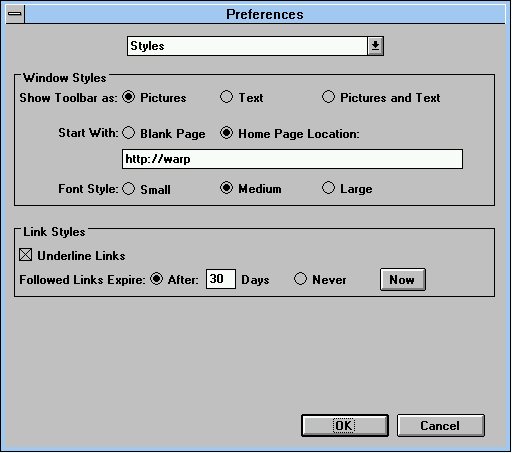 Preferences
Styles
Window Styles
Show Toolbar as: Pictures Text Pictures and Text
Start With: Blank Page Home Page Location:
http://warp
Font Style: Small Medium Large
Link Styles
Underline Links
Followed Links Expire: After: 30 Days Never Now
OK Cancel